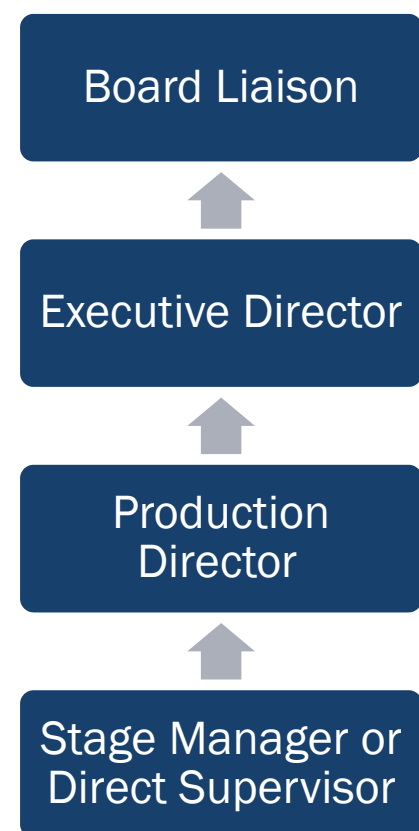 Board Liaison
Executive Director
Production
Director
Stage Manager or
Direct Supervisor